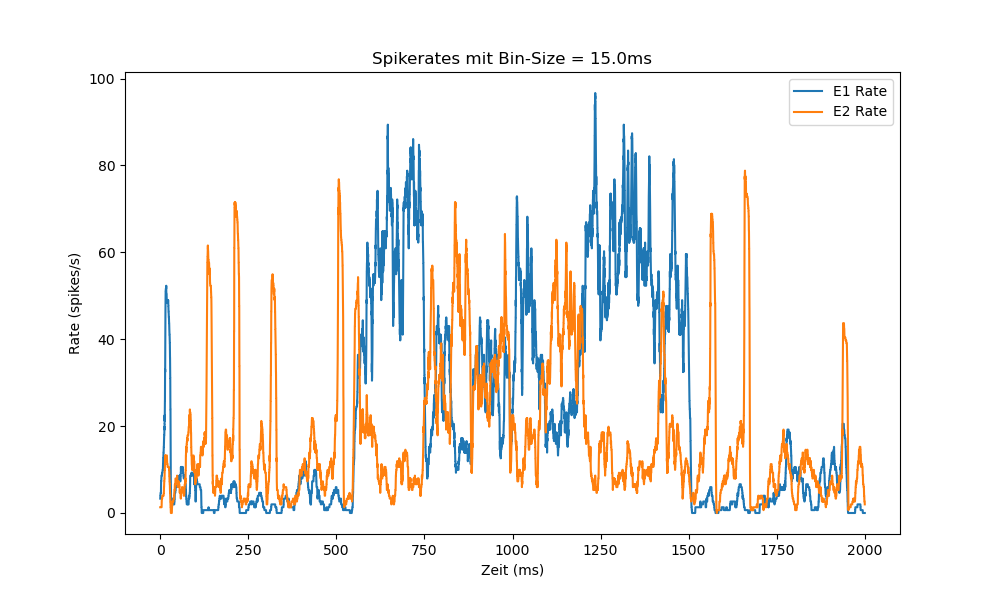 Spikerates mit Bin-Size = 15.0ms
E1 Rate
E2 Rate
Rate (spikes/s)
100
80
60
40
20
0
0 250 500 750 1000 1250 1500 1750 2000
Zeit (ms)